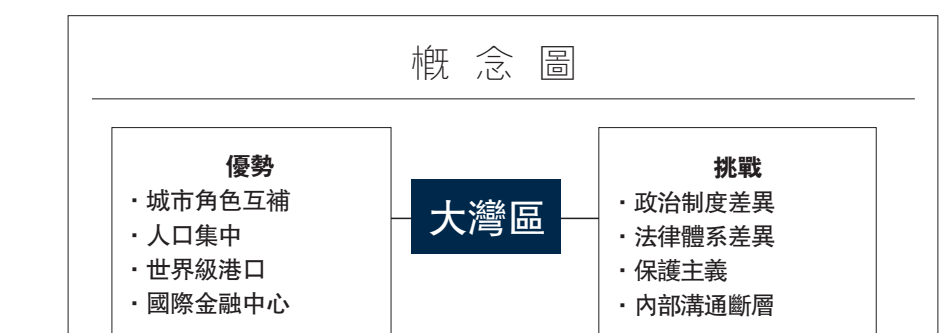 概念圖
優勢
・城市角色互補
・人口集中
・世界級港口
・國際金融中心
大灣區
挑戰
・政治制度差異
・法律體系差異
・保護主義
・內部溝通斷層